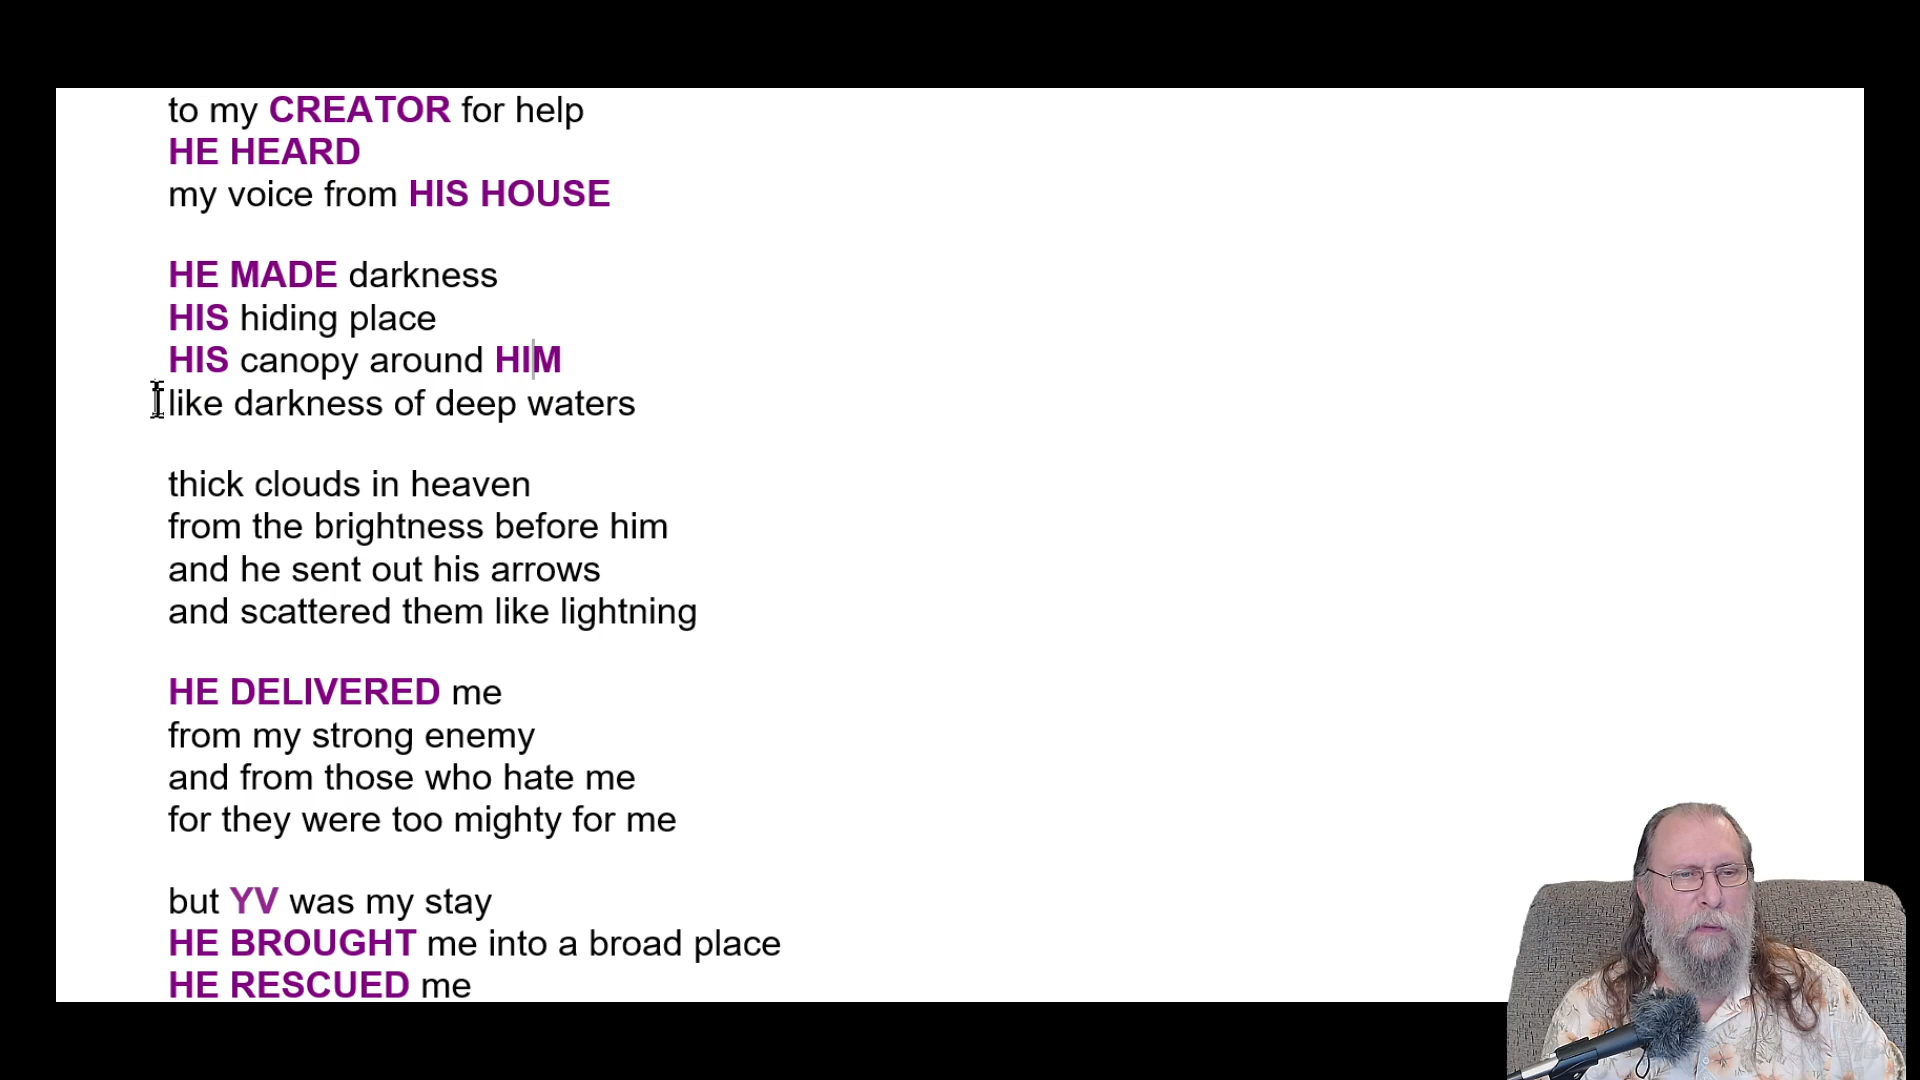 to my CREATOR for help
HE HEARD
my voice from HIS HOUSE
HE MADE darkness
HIS hiding place
HIS canopy around HIM
like darkness of deep waters
thick clouds in heaven
from the brightness before him
and he sent out his arrows
and scattered them like lightning
HE DELIVERED me
from my strong enemy
and from those who hate me
for they were too mighty for me
but YV was my stay
HE BROUGHT me into a broad place
HE RESCUED me